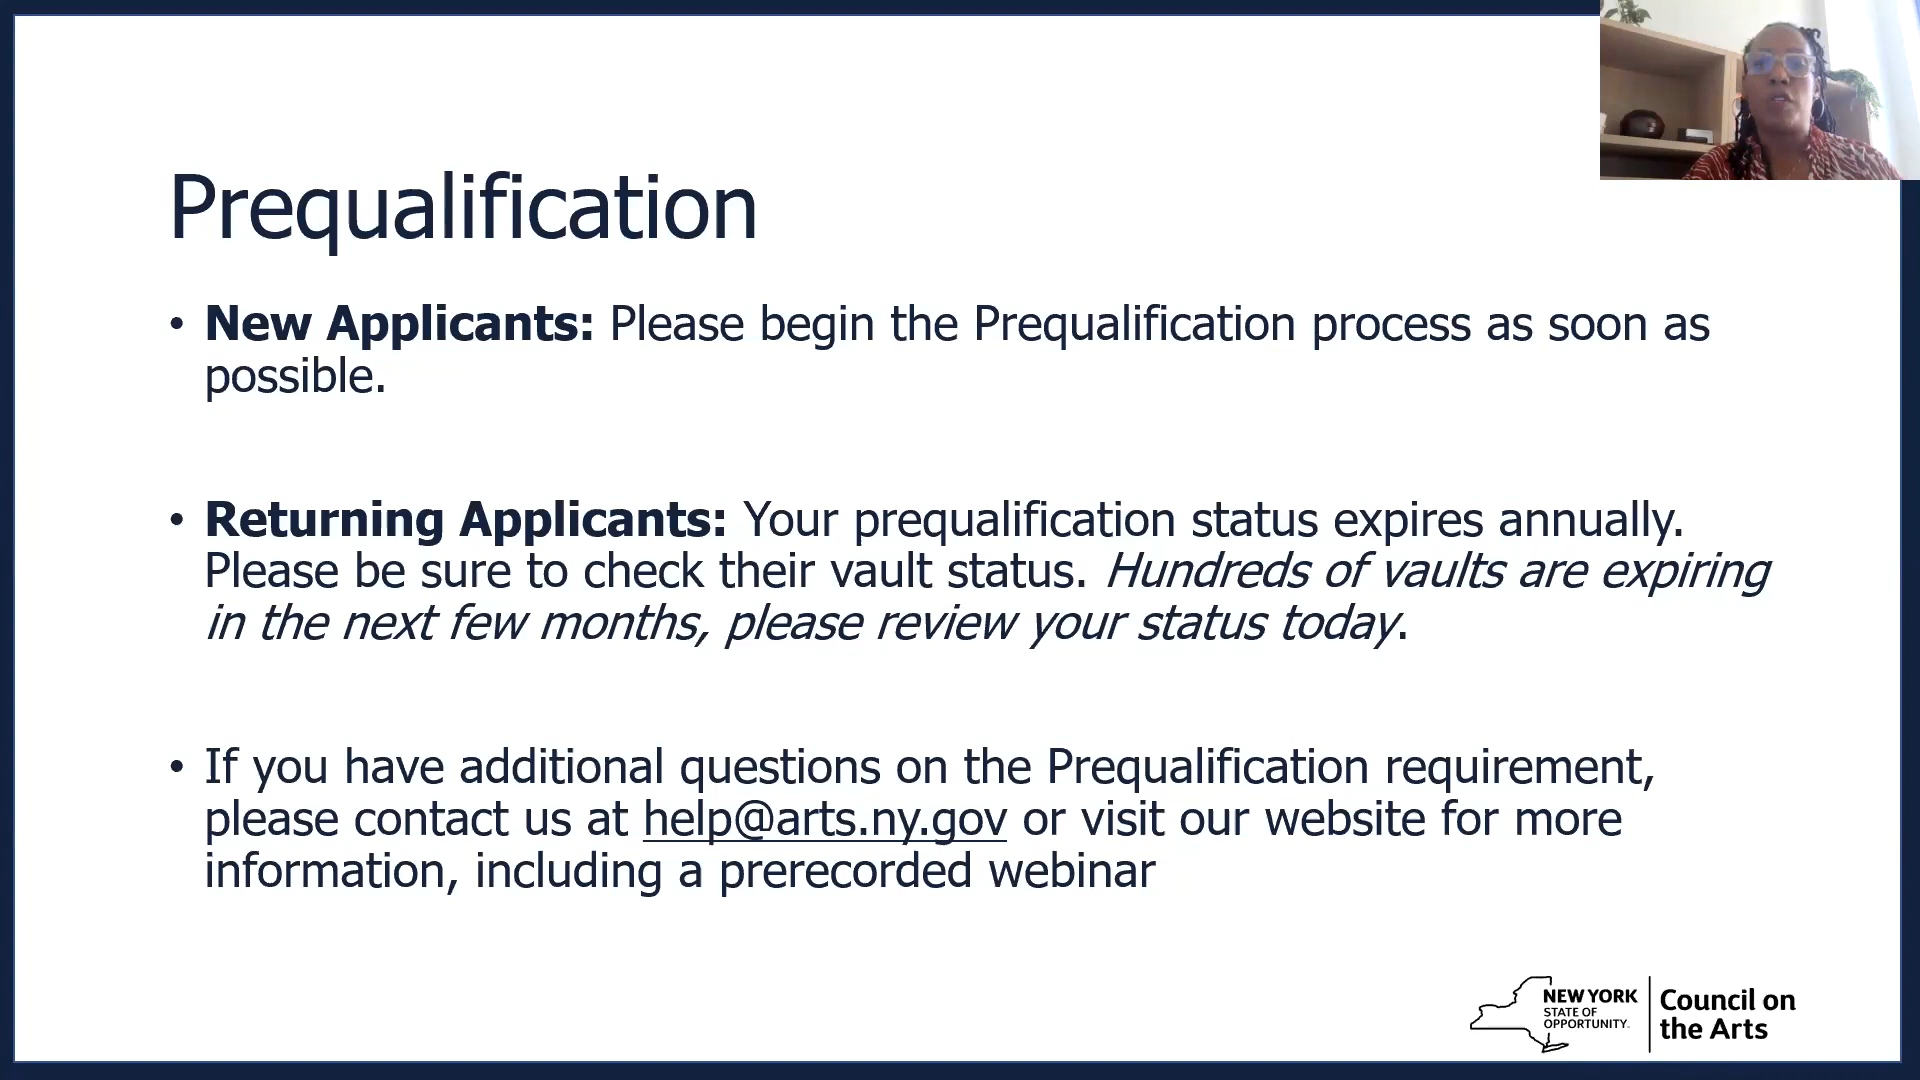 Prequalification
• New Applicants: Please begin the Prequalification process as soon as
possible.
• Returning Applicants: Your prequalification status expires annually.
Please be sure to check their vault status. Hundreds of vaults are expiring
in the next few months, please review your status today.
• If you have additional questions on the Prequalification requirement,
please contact us at help@arts.ny.gov or visit our website for more
information, including a prerecorded webinar
NEW YORK
STATE OF
OPPORTUNITY.
Council on
the Arts